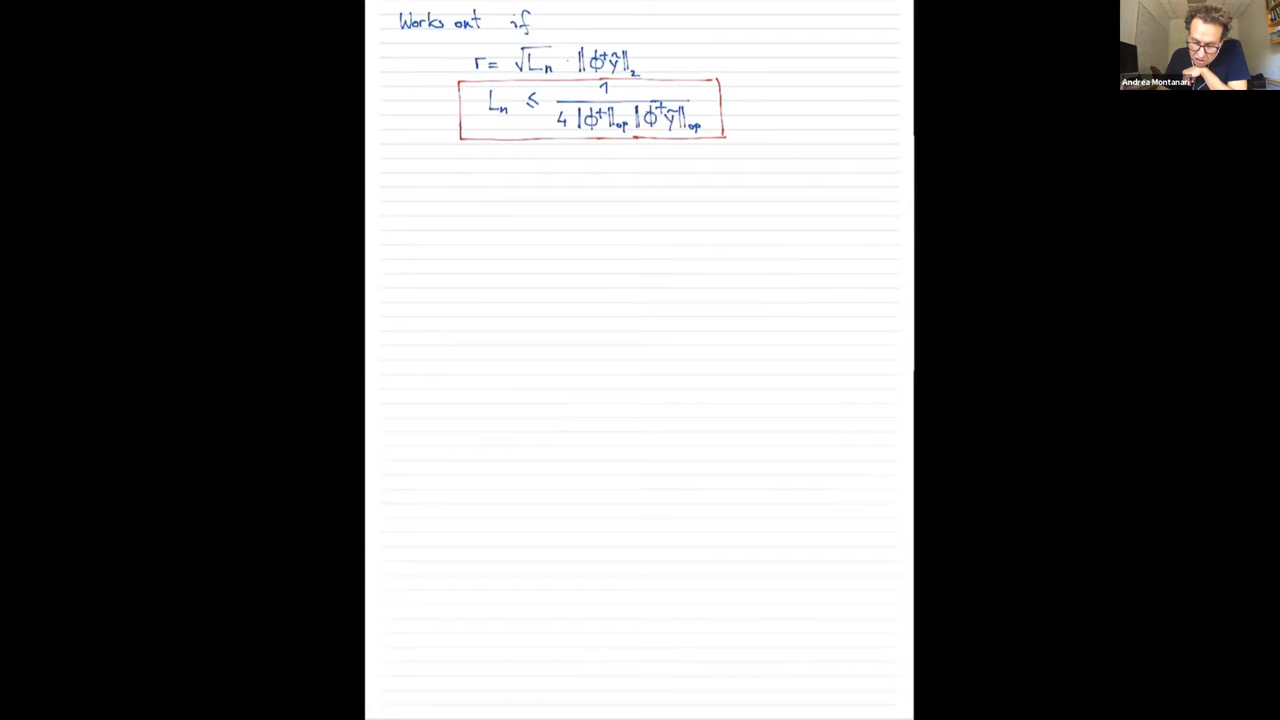 Works out if
r = √Lₙ · ‖ϕ⁺ỹ‖₂
Lₙ ≤ 1 / (4 ‖ϕ⁺‖op ‖ϕ⁺ỹ‖op)
Andrea Montanari